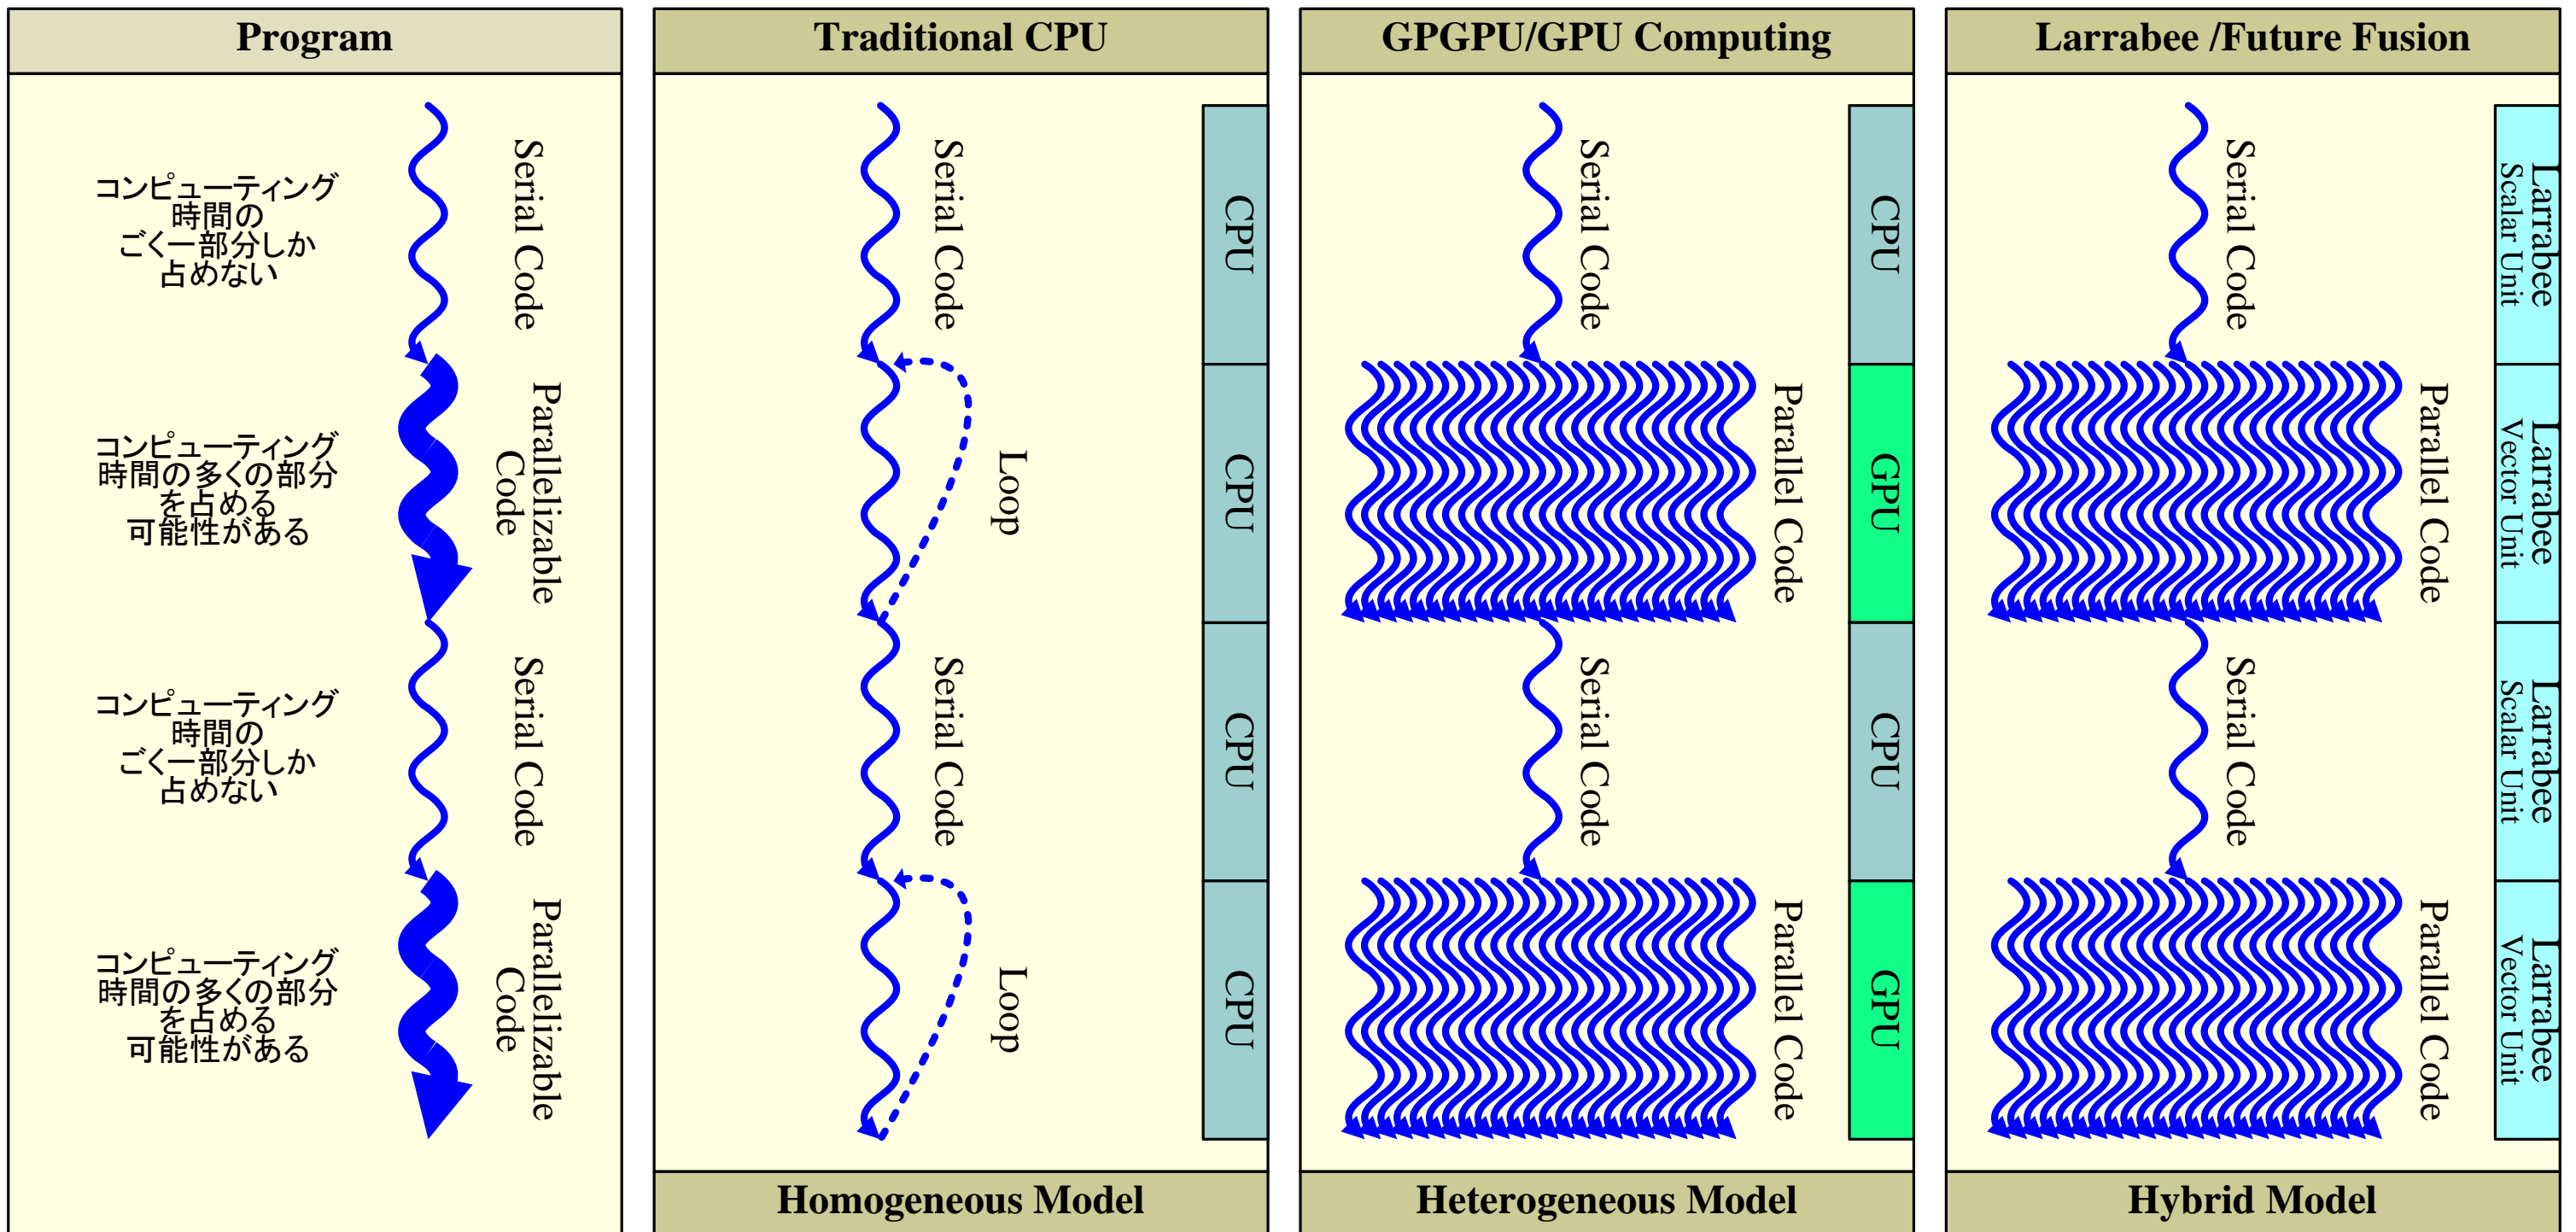 Program
コンピューティング
時間の
ごく一部分しか
占めない
Serial Code
コンピューティング
時間の多くの部分
を占める
可能性がある
Parallelizable
Code
コンピューティング
時間の
ごく一部分しか
占めない
Serial Code
コンピューティング
時間の多くの部分
を占める
可能性がある
Parallelizable
Code
Traditional CPU
Serial Code
CPU
Loop
CPU
Serial Code
CPU
Loop
CPU
Homogeneous Model
GPGPU/GPU Computing
Serial Code
CPU
Parallel Code
GPU
Serial Code
CPU
Parallel Code
GPU
Heterogeneous Model
Larrabee /Future Fusion
Serial Code
Larrabee
Scalar Unit
Parallel Code
Larrabee
Vector Unit
Serial Code
Larrabee
Scalar Unit
Parallel Code
Larrabee
Vector Unit
Hybrid Model